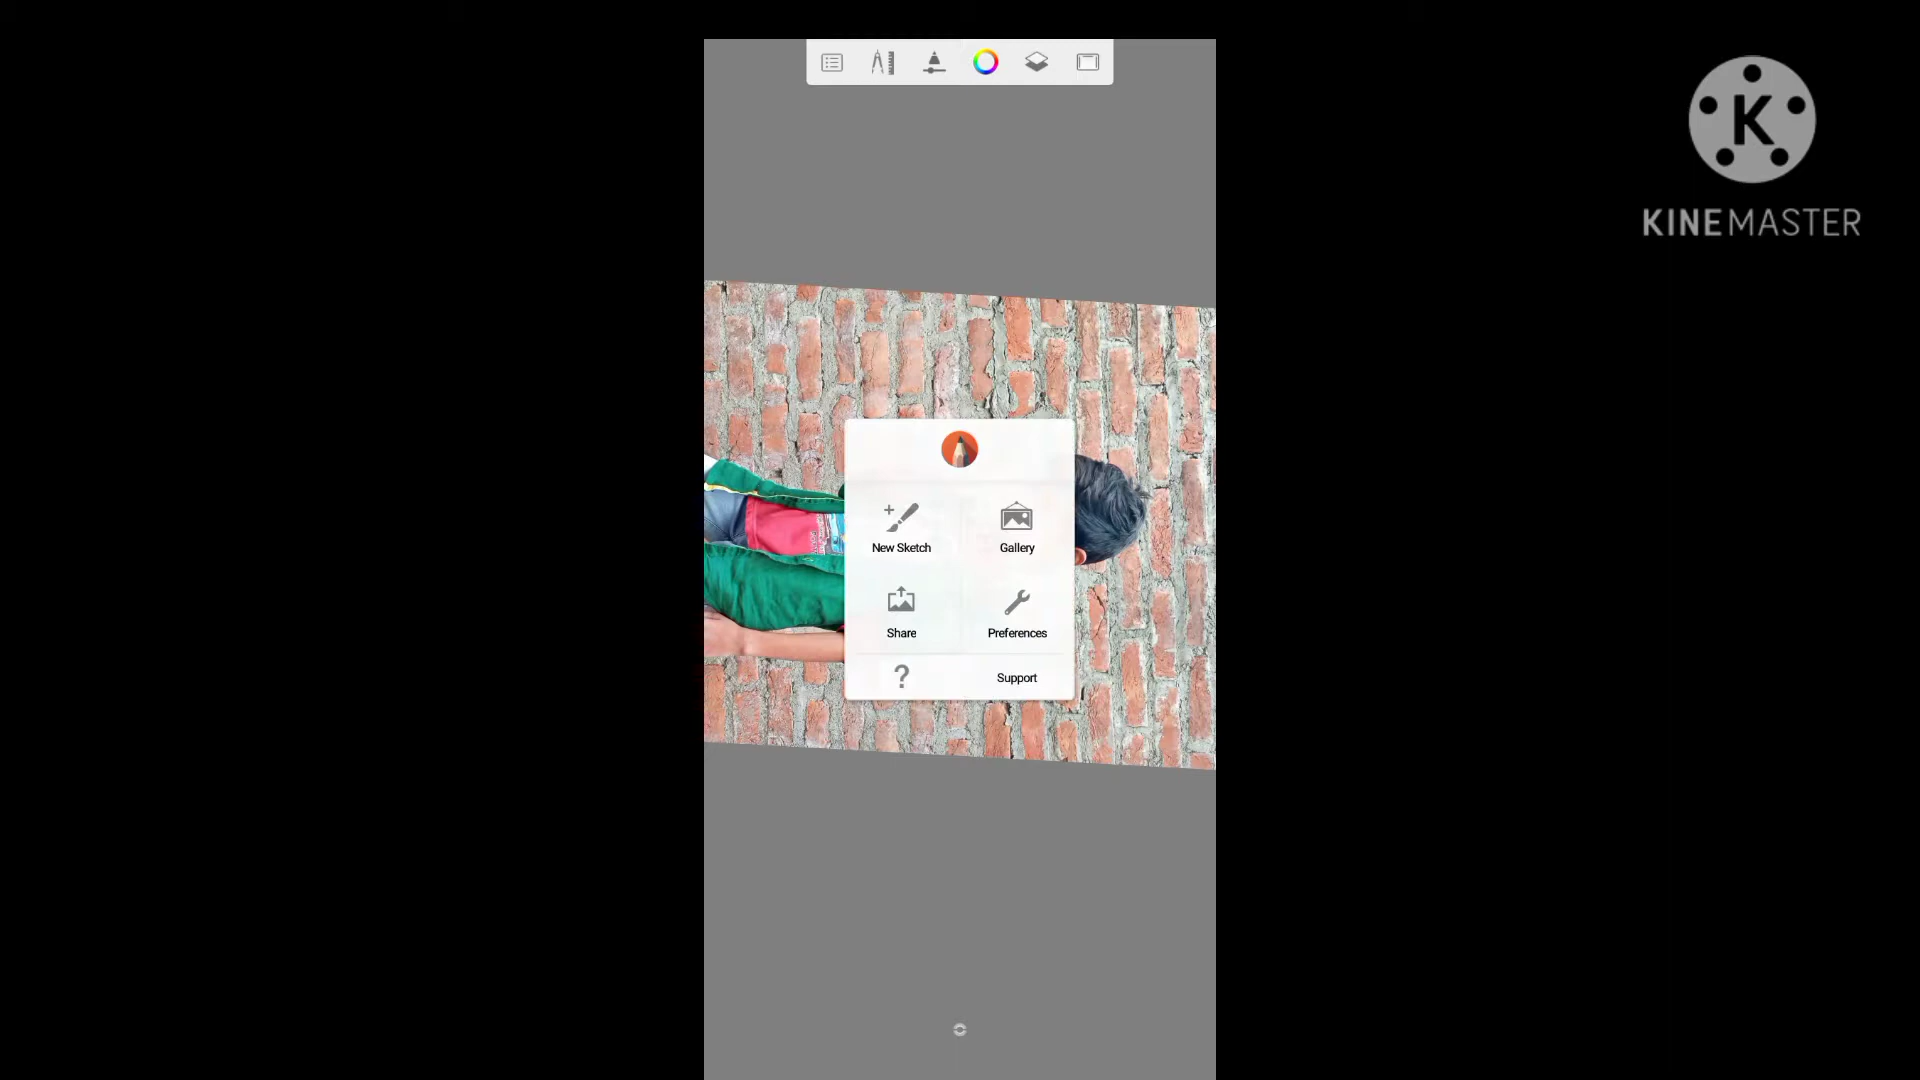 K
KINEMASTER
New Sketch
Gallery
Share
Preferences
?
Support